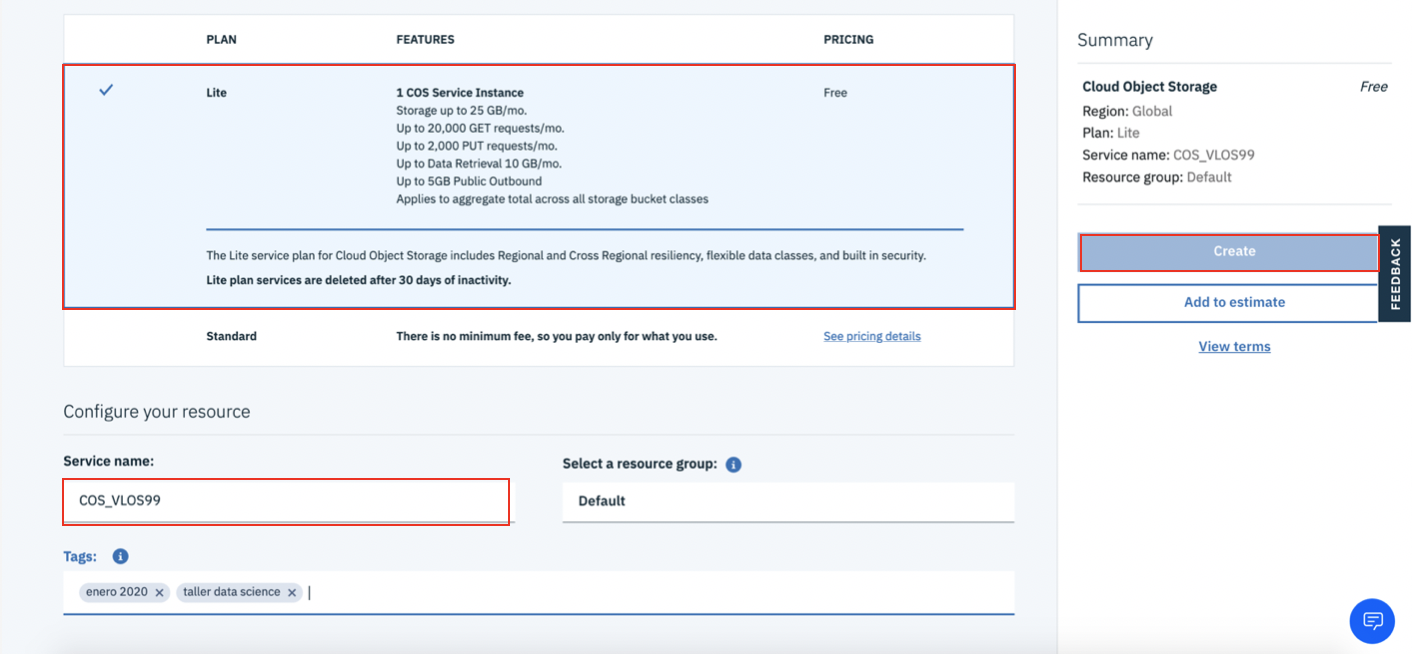 PLAN FEATURES PRICING
Lite 1 COS Service Instance Free
Storage up to 25 GB/mo.
Up to 20,000 GET requests/mo.
Up to 2,000 PUT requests/mo.
Up to Data Retrieval 10 GB/mo.
Up to 5GB Public Outbound
Applies to aggregate total across all storage bucket classes
The Lite service plan for Cloud Object Storage includes Regional and Cross Regional resiliency, flexible data classes, and built in security.
Lite plan services are deleted after 30 days of inactivity.
Standard There is no minimum fee, so you pay only for what you use. See pricing details
Configure your resource
Service name:
COS_VLOS99
Select a resource group:
Default
Tags:
enero 2020 taller data science
Summary
Cloud Object Storage Free
Region: Global
Plan: Lite
Service name: COS_VLOS99
Resource group: Default
Create
Add to estimate
View terms
FEEDBACK